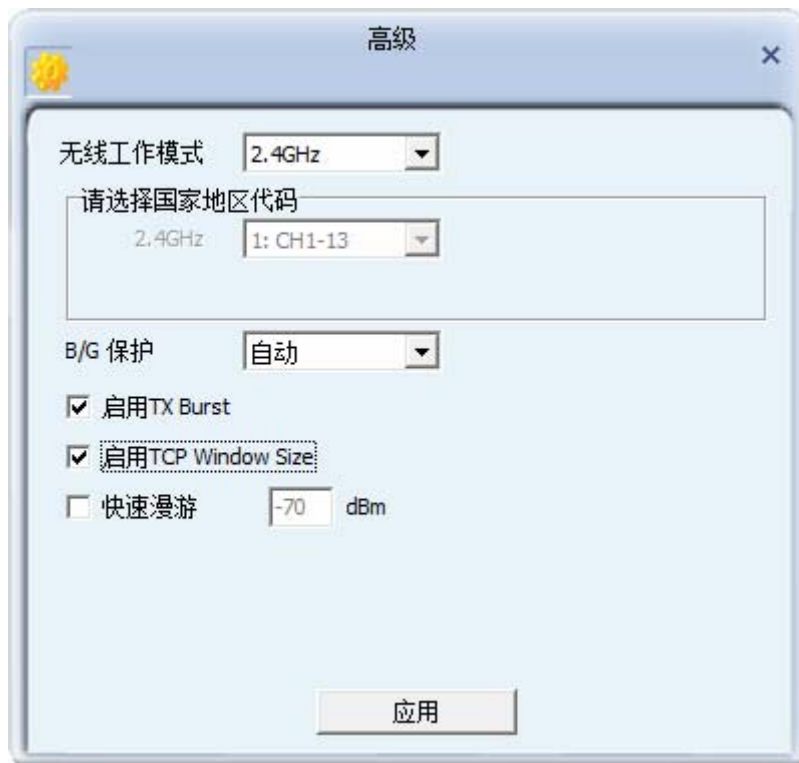 高级
无线工作模式 2.4GHz
请选择国家地区代码
2.4GHz 1: CH1-13
B/G 保护 自动
启用TX Burst
启用TCP Window Size
快速漫游 -70 dBm
应用